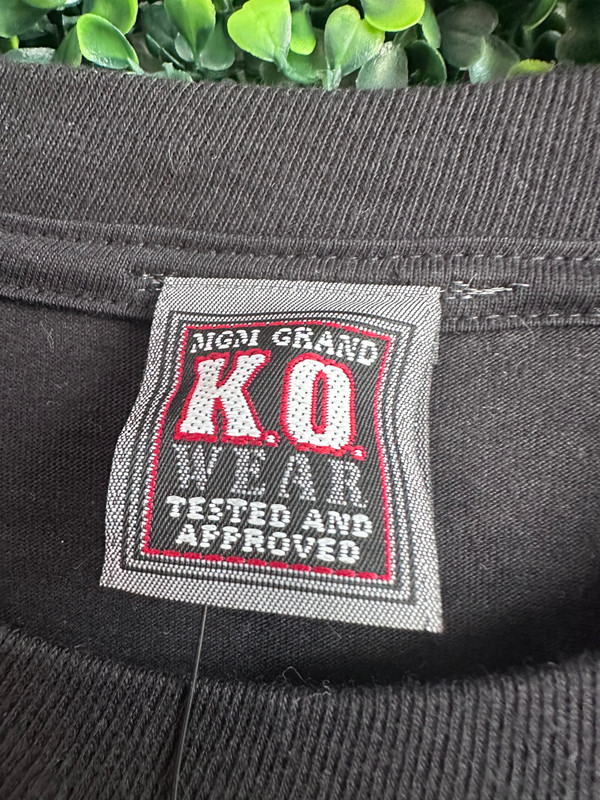 MGM GRAND
K.O.
WEAR
TESTED AND
APPROVED